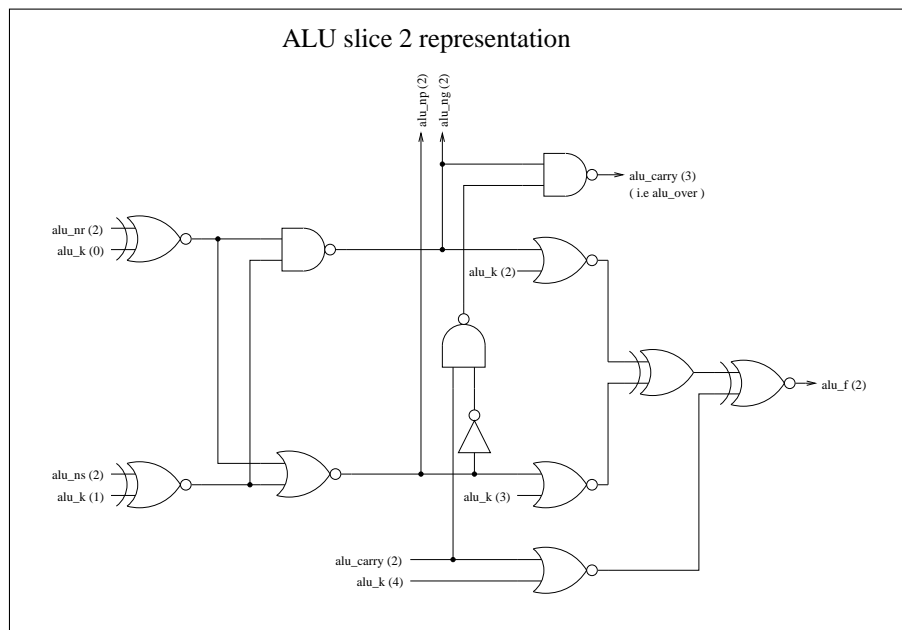 ALU slice 2 representation
alu_np (2)
alu_ng (2)
alu_carry (3)
( i.e alu_over )
alu_nr (2)
alu_k (0)
alu_k (2)
alu_f (2)
alu_ns (2)
alu_k (1)
alu_k (3)
alu_carry (2)
alu_k (4)